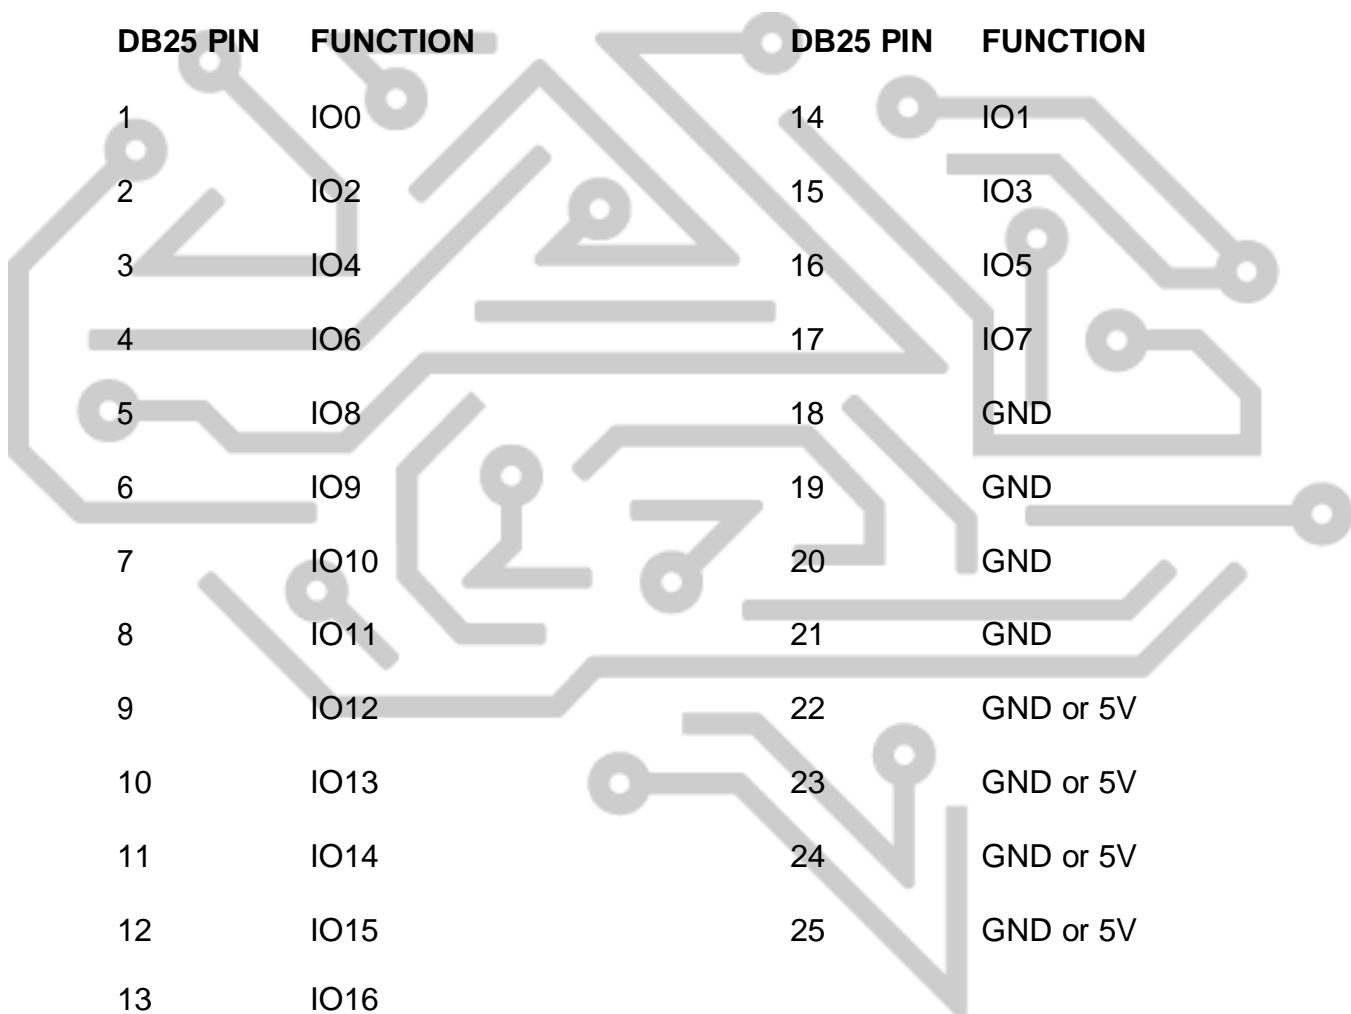 DB25 PIN FUNCTION DB25 PIN FUNCTION
1 IO0 14 IO1
2 IO2 15 IO3
3 IO4 16 IO5
4 IO6 17 IO7
5 IO8 18 GND
6 IO9 19 GND
7 IO10 20 GND
8 IO11 21 GND
9 IO12 22 GND or 5V
10 IO13 23 GND or 5V
11 IO14 24 GND or 5V
12 IO15 25 GND or 5V
13 IO16